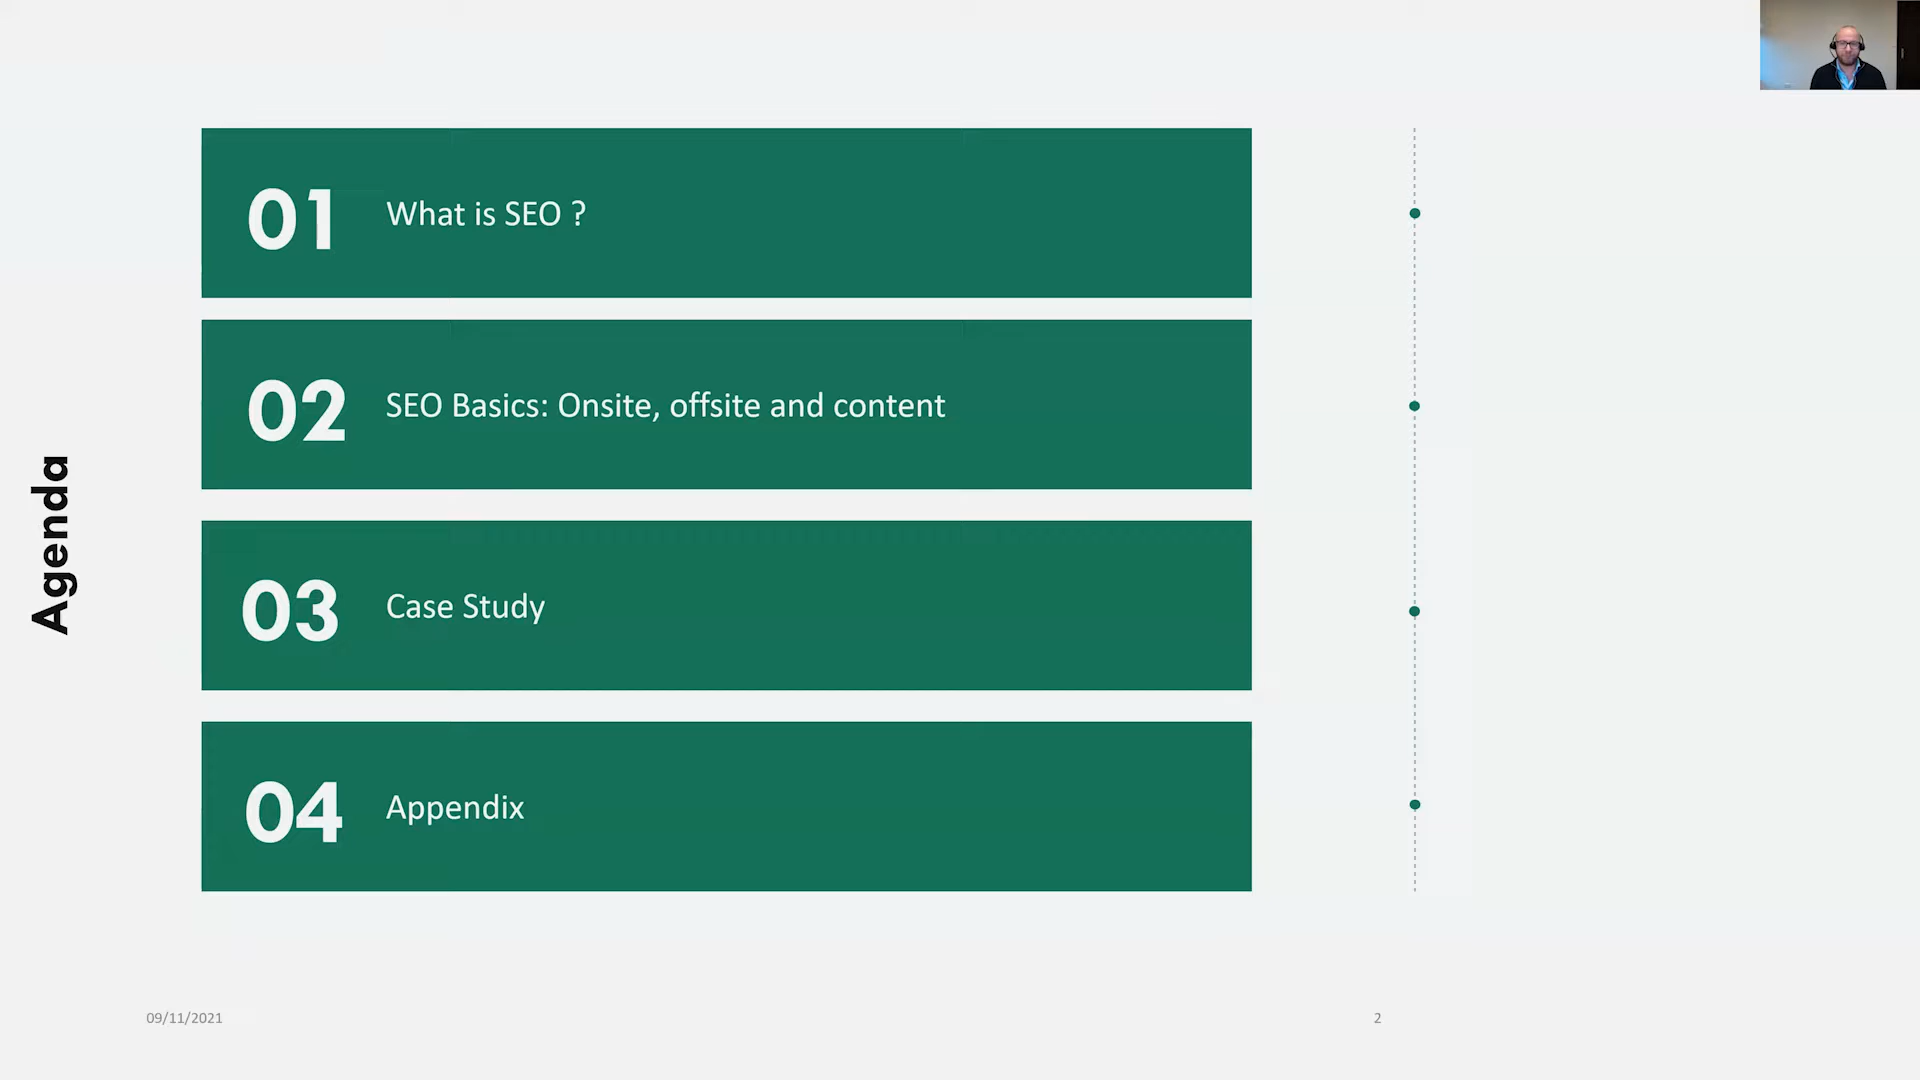 Agenda
01 What is SEO ?
02 SEO Basics: Onsite, offsite and content
03 Case Study
04 Appendix
09/11/2021
2